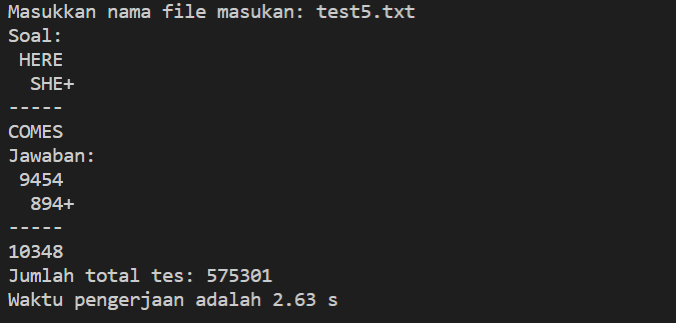 Masukkan nama file masukan: test5.txt
Soal:
 HERE
  SHE+
-----
COMES
Jawaban:
 9454
  894+
-----
10348
Jumlah total tes: 575301
Waktu pengerjaan adalah 2.63 s